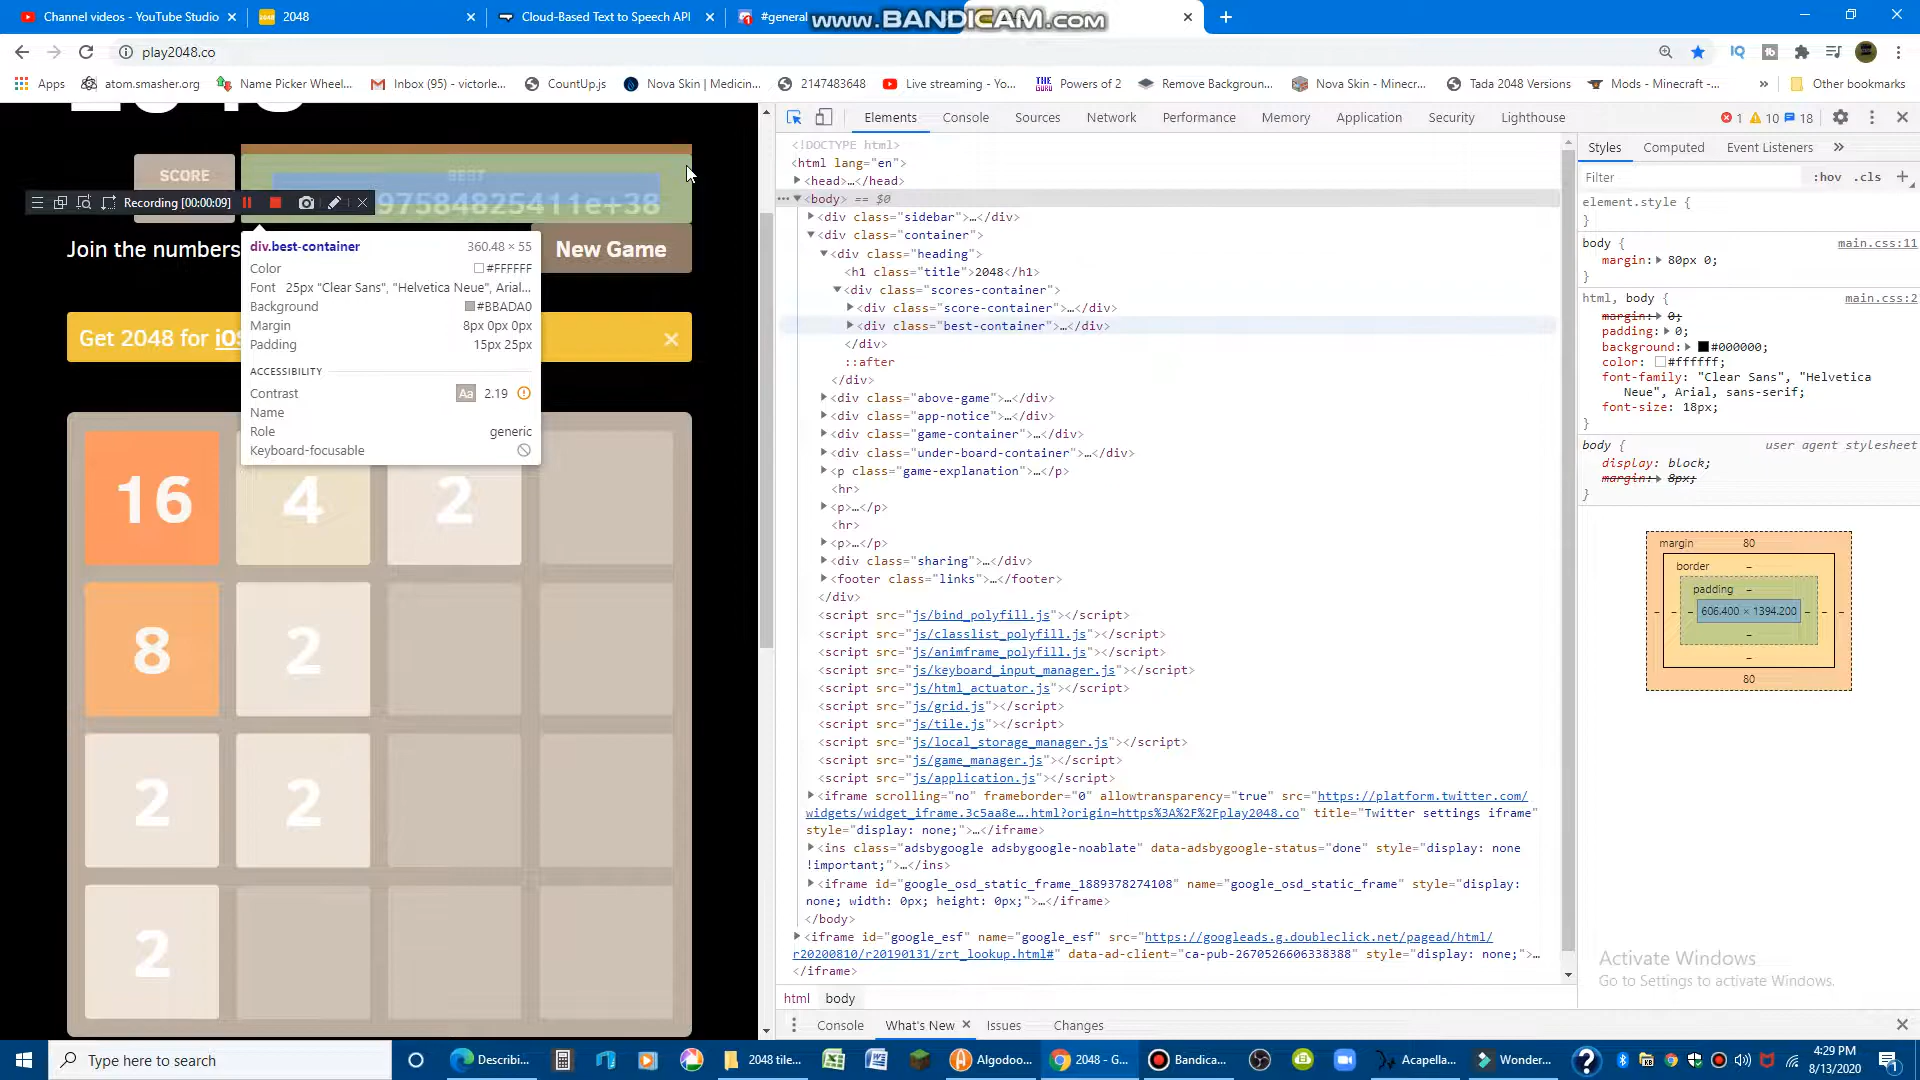 Channel videos - YouTube Studio
2048
Cloud-Based Text to Speech API
#general
www.BANDICAM.com
play2048.co
Apps
atom.smasher.org
Name Picker Wheel...
Inbox (95) - victorle...
CountUp.js
Nova Skin | Medicin...
2147483648
Live streaming - Yo...
Powers of 2
Remove Backgroun...
Nova Skin - Minecr...
Tada 2048 Versions
Mods - Minecraft -...
Other bookmarks
SCORE
BEST
97584825411e+38
Recording [00:00:09]
Join the numbers
New Game
Get 2048 for iO
div.best-container 360.48 × 55
Color #FFFFFF
Font 25px "Clear Sans", "Helvetica Neue", Arial...
Background #BBADA0
Margin 8px 0px 0px
Padding 15px 25px
ACCESSIBILITY
Contrast Aa 2.19
Name
Role generic
Keyboard-focusable
16 4 2
8 2
2 2
2
Elements Console Sources Network Performance Memory Application Security Lighthouse 1 10 18
<!DOCTYPE html>
<html lang="en">
<head>…</head>
<body> == $0
<div class="sidebar">…</div>
<div class="container">
<div class="heading">
<h1 class="title">2048</h1>
<div class="scores-container">
<div class="score-container">…</div>
<div class="best-container">…</div>
</div>
::after
</div>
<div class="above-game">…</div>
<div class="app-notice">…</div>
<div class="game-container">…</div>
<div class="under-board-container">…</div>
<p class="game-explanation">…</p>
<hr>
<p>…</p>
<hr>
<p>…</p>
<div class="sharing">…</div>
<footer class="links">…</footer>
</div>
<script src="js/bind_polyfill.js"></script>
<script src="js/classlist_polyfill.js"></script>
<script src="js/animframe_polyfill.js"></script>
<script src="js/keyboard_input_manager.js"></script>
<script src="js/html_actuator.js"></script>
<script src="js/grid.js"></script>
<script src="js/tile.js"></script>
<script src="js/local_storage_manager.js"></script>
<script src="js/game_manager.js"></script>
<script src="js/application.js"></script>
<iframe scrolling="no" frameborder="0" allowtransparency="true" src="https://platform.twitter.com/
widgets/widget_iframe.3c5aa8e….html?origin=https%3A%2F%2Fplay2048.co" title="Twitter settings iframe"
style="display: none;">…</iframe>
<ins class="adsbygoogle adsbygoogle-noablate" data-adsbygoogle-status="done" style="display: none
!important;">…</ins>
<iframe id="google_osd_static_frame_1889378274108" name="google_osd_static_frame" style="display:
none; width: 0px; height: 0px;">…</iframe>
</body>
<iframe id="google_esf" name="google_esf" src="https://googleads.g.doubleclick.net/pagead/html/
r20200810/r20190131/zrt_lookup.html#" data-ad-client="ca-pub-2670526606338388" style="display: none;">…
</iframe>
html body
Console What's New Issues Changes
Styles Computed Event Listeners
Filter :hov .cls
element.style {
}
body { main.css:11
margin: 80px 0;
}
html, body { main.css:2
margin: 0;
padding: 0;
background: #000000;
color: #ffffff;
font-family: "Clear Sans", "Helvetica
Neue", Arial, sans-serif;
font-size: 18px;
}
body { user agent stylesheet
display: block;
margin: 8px;
}
margin 80
border –
padding –
606.400 × 1394.200
–
–
80
Activate Windows
Go to Settings to activate Windows.
Type here to search
Describi...
2048 tile...
Algodoo...
2048 - G...
Bandica...
Acapella...
Wonder...
4:29 PM
8/13/2020